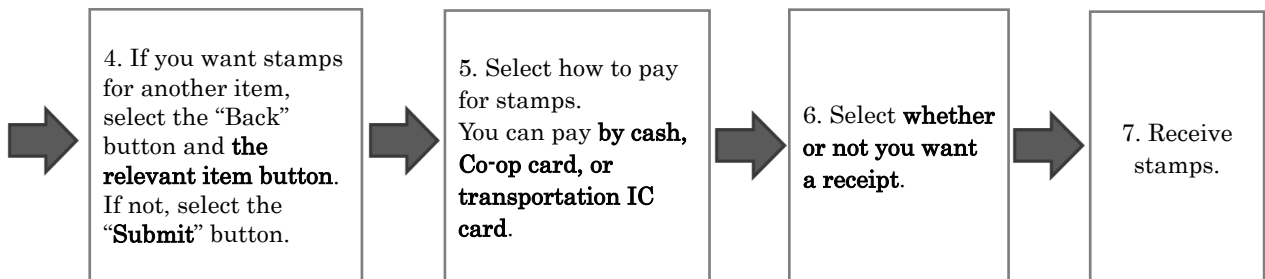 4. If you want stamps
for another item,
select the “Back”
button and the
relevant item button.
If not, select the
“Submit” button.
5. Select how to pay
for stamps.
You can pay by cash,
Co-op card, or
transportation IC
card.
6. Select whether
or not you want
a receipt.
7. Receive
stamps.